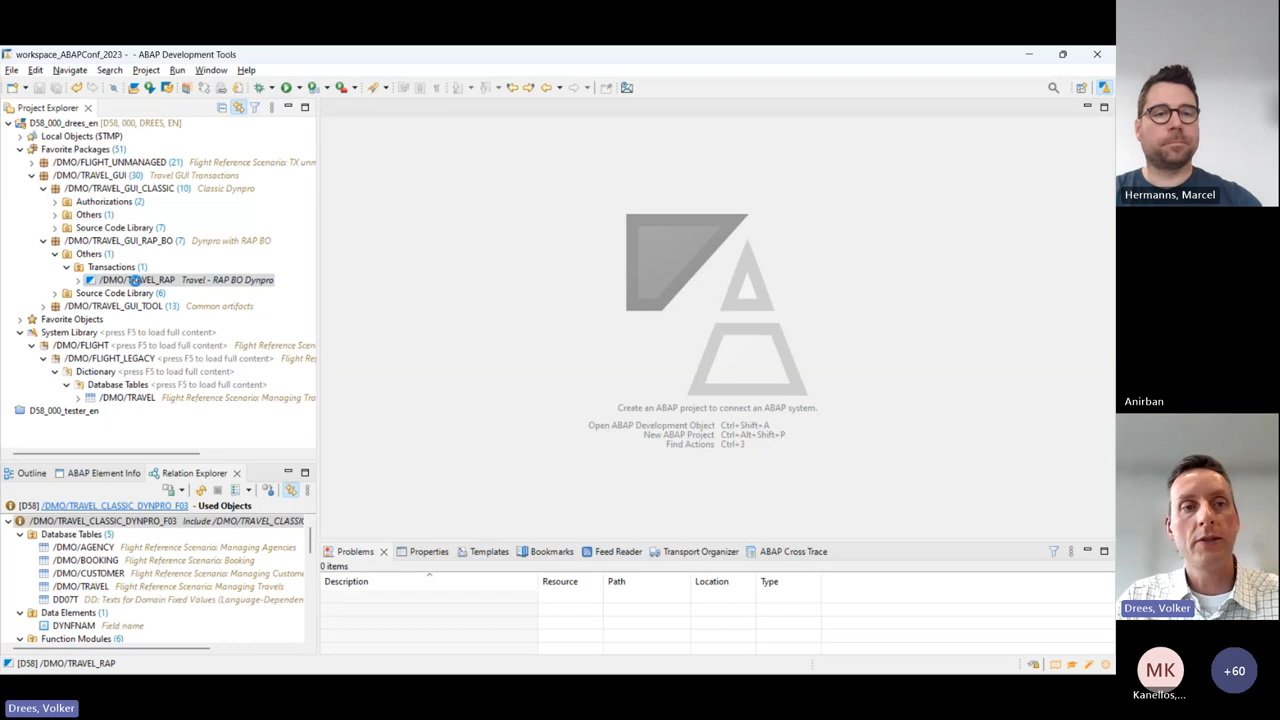 workspace_ABAPConf_2023 - - ABAP Development Tools
File Edit Navigate Search Project Run Window Help
Project Explorer
D58_000_drees_en [D58, 000, DREES, EN]
Local Objects ($TMP)
Favorite Packages (51)
/DMO/FLIGHT_UNMANAGED (21) Flight Reference Scenario: TX unm
/DMO/TRAVEL_GUI (30) Travel GUI Transactions
/DMO/TRAVEL_GUI_CLASSIC (10) Classic Dynpro
Authorizations (2)
Others (1)
Source Code Library (7)
/DMO/TRAVEL_GUI_RAP_BO (7) Dynpro with RAP BO
Others (1)
Transactions (1)
/DMO/TRAVEL_RAP Travel - RAP BO Dynpro
Source Code Library (6)
/DMO/TRAVEL_GUI_TOOL (13) Common artifacts
Favorite Objects
System Library <press F5 to load full content>
/DMO/FLIGHT <press F5 to load full content> Flight Reference Scena
/DMO/FLIGHT_LEGACY <press F5 to load full content> Flight Re
Dictionary <press F5 to load full content>
Database Tables <press F5 to load full content>
/DMO/TRAVEL Flight Reference Scenario: Managing Tra
D58_000_tester_en
Create an ABAP project to connect an ABAP system.
Open ABAP Development Object Ctrl+Shift+A
New ABAP Project Ctrl+Alt+Shift+P
Find Actions Ctrl+3
Outline ABAP Element Info Relation Explorer
[D58] /DMO/TRAVEL_CLASSIC_DYNPRO_F03 - Used Objects
/DMO/TRAVEL_CLASSIC_DYNPRO_F03 Include /DMO/TRAVEL_CLASSIC
Database Tables (5)
/DMO/AGENCY Flight Reference Scenario: Managing Agencies
/DMO/BOOKING Flight Reference Scenario: Booking
/DMO/CUSTOMER Flight Reference Scenario: Managing Custome
/DMO/TRAVEL Flight Reference Scenario: Managing Travels
DD07T DD: Texts for Domain Fixed Values (Language-Dependen
Data Elements (1)
DYNFNAM Field name
Function Modules (6)
Problems Properties Templates Bookmarks Feed Reader Transport Organizer ABAP Cross Trace
0 items
Description Resource Path Location Type
[D58] /DMO/TRAVEL_RAP
Hermanns, Marcel
Anirban
Drees, Volker
MK
Kanellos,...
+60
Drees, Volker